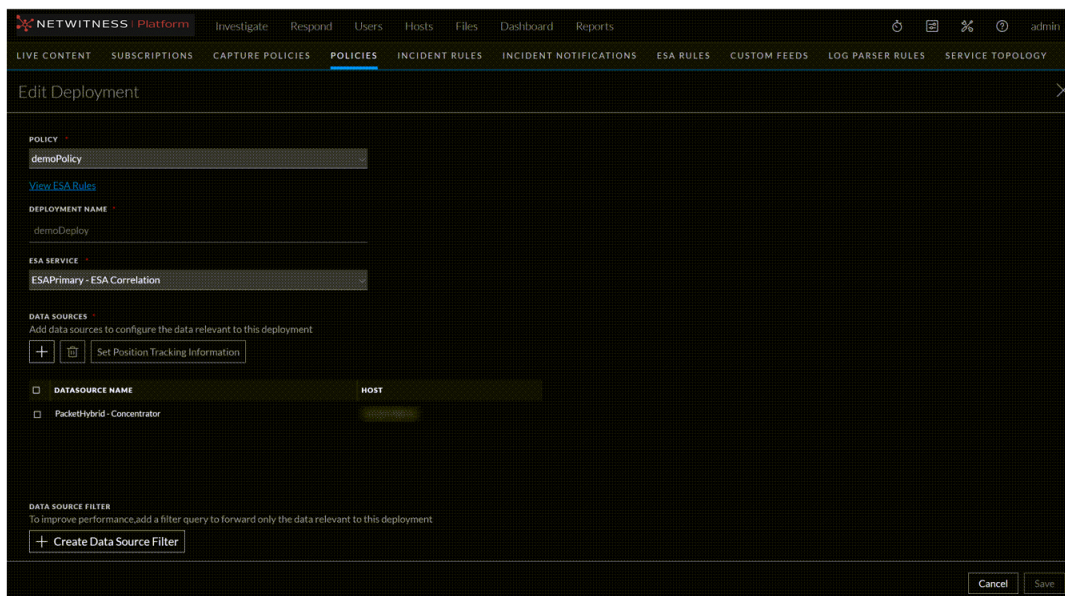 NETWITNESS Platform Investigate Respond Users Hosts Files Dashboard Reports admin
LIVE CONTENT SUBSCRIPTIONS CAPTURE POLICIES POLICIES INCIDENT RULES INCIDENT NOTIFICATIONS ESA RULES CUSTOM FEEDS LOG PARSER RULES SERVICE TOPOLOGY
Edit Deployment
POLICY *
demoPolicy
View ESA Rules
DEPLOYMENT NAME *
demoDeploy
ESA SERVICE *
ESAPrimary - ESA Correlation
DATA SOURCES *
Add data sources to configure the data relevant to this deployment
Set Position Tracking Information
DATASOURCE NAME HOST
PacketHybrid - Concentrator
DATA SOURCE FILTER
To improve performance,add a filter query to forward only the data relevant to this deployment
+ Create Data Source Filter
Cancel Save